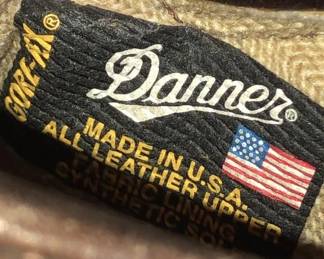 GORE-TEX®
Danner®
MADE IN U.S.A.
ALL LEATHER UPPER
FABRIC LINING
SYNTHETIC SOLE